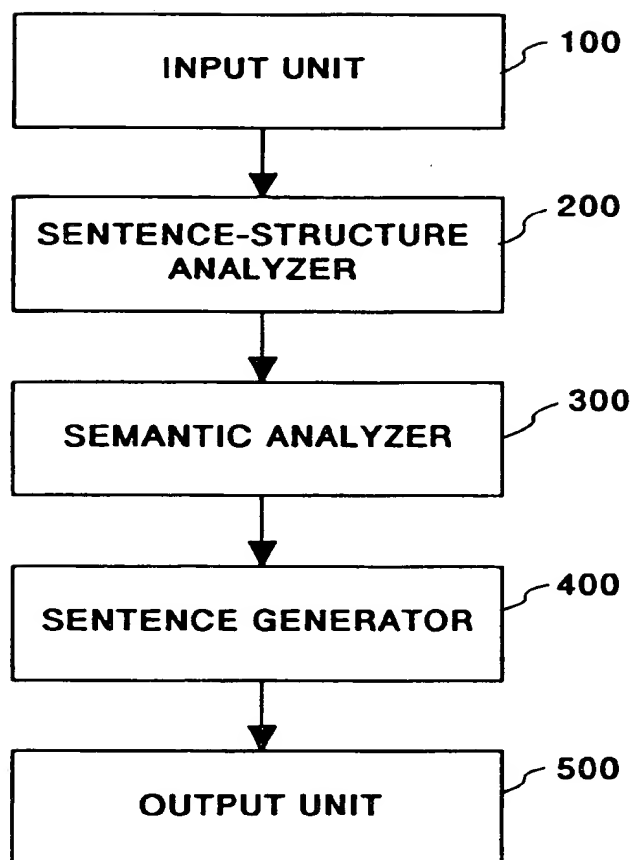 INPUT UNIT
100
SENTENCE-STRUCTURE
ANALYZER
200
SEMANTIC ANALYZER
300
SENTENCE GENERATOR
400
OUTPUT UNIT
500